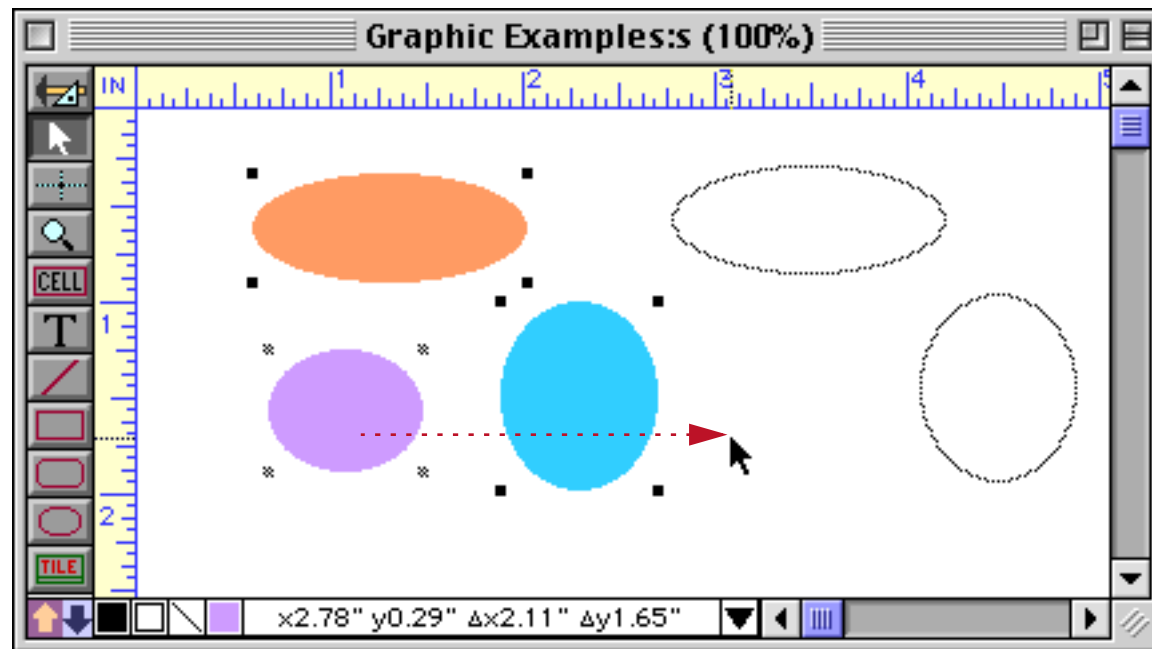 Graphic Examples:s (100%)
IN 1 2 3 4 5
CELL
T
1
2
TILE
x2.78" y0.29" Δx2.11" Δy1.65"